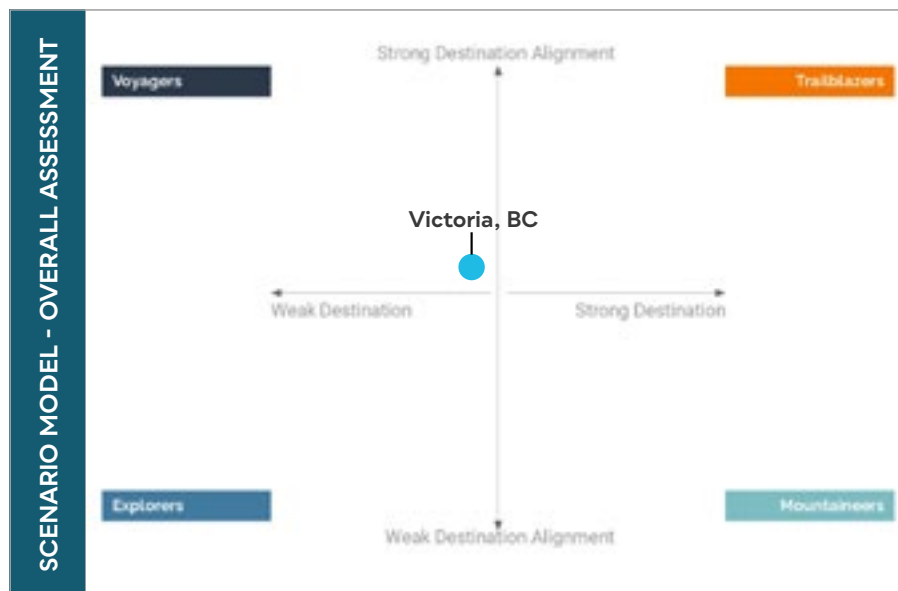 SCENARIO MODEL - OVERALL ASSESSMENT
Strong Destination Alignment
Voyagers
Trailblazers
Victoria, BC
Weak Destination
Strong Destination
Explorers
Mountaineers
Weak Destination Alignment